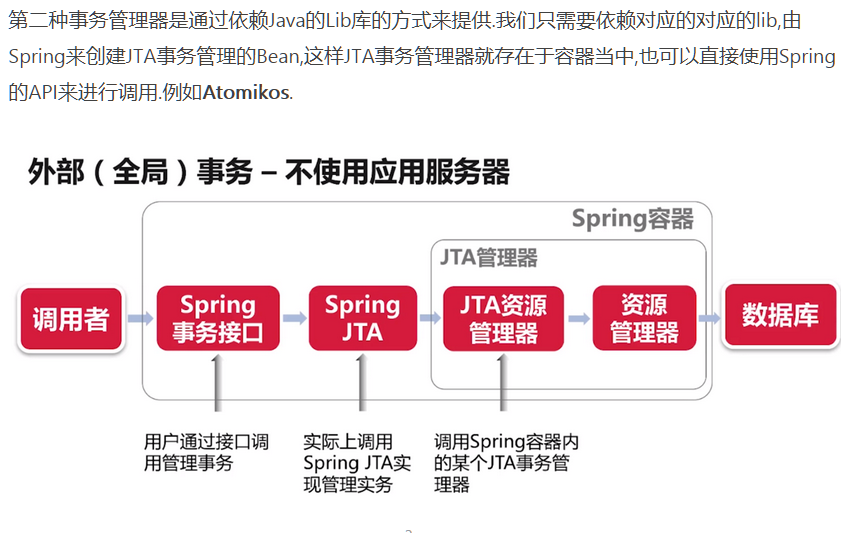 第二种事务管理器是通过依赖Java的Lib库的方式来提供.我们只需要依赖对应的对应的lib,由
Spring来创建JTA事务管理的Bean,这样JTA事务管理器就存在于容器当中,也可以直接使用Spring
的API来进行调用.例如Atomikos.
外部（全局）事务 – 不使用应用服务器
Spring容器
JTA管理器
调用者
Spring
事务接口
Spring
JTA
JTA资源
管理器
资源
管理器
数据库
用户通过接口调
用管理事务
实际上调用
Spring JTA实
现管理实务
调用Spring容器内
的某个JTA事务管
理器